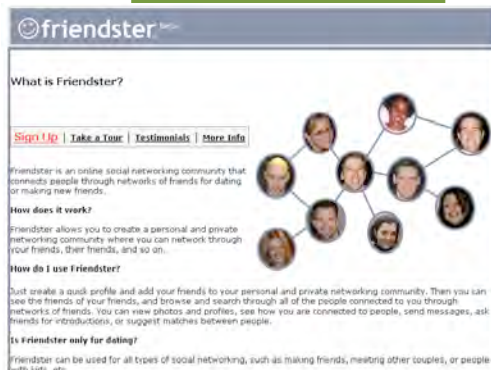 friendster beta
What is Friendster?
Sign Up | Take a Tour | Testimonials | More Info
Friendster is an online social networking community that
connects people through networks of friends for dating
or making new friends.
How does it work?
Friendster allows you to create a personal and private
networking community where you can network through
your friends, their friends, and so on.
How do I use Friendster?
Just create a quick profile and add your friends to your personal and private networking community. Then you can
see the friends of your friends, and browse and search through all of the people connected to you through
networks of friends. You can view photos and profiles, see how you are connected to people, send messages, ask
friends for introductions, or suggest matches between people.
Is Friendster only for dating?
Friendster can be used for all types of social networking, such as making friends, meeting other couples, or people
with kids, etc.